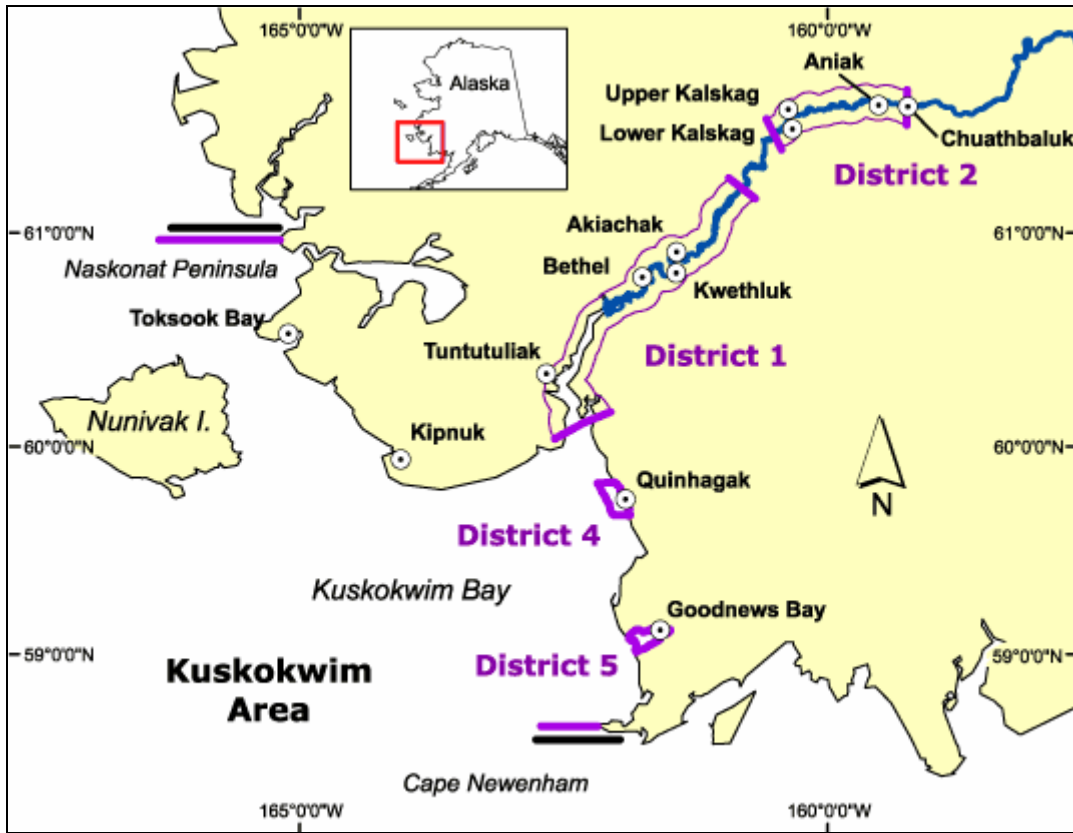 165°0'0"W
160°0'0"W
Alaska
Aniak
Upper Kalskag
Lower Kalskag
Chuathbaluk
District 2
Akiachak
61°0'0"N
61°0'0"N
Naskonat Peninsula
Bethel
Kwethluk
Toksook Bay
Tuntutuliak
District 1
Nunivak I.
Kipnuk
60°0'0"N
60°0'0"N
Quinhagak
N
District 4
Kuskokwim Bay
Goodnews Bay
59°0'0"N
59°0'0"N
District 5
Kuskokwim
Area
Cape Newenham
165°0'0"W
160°0'0"W